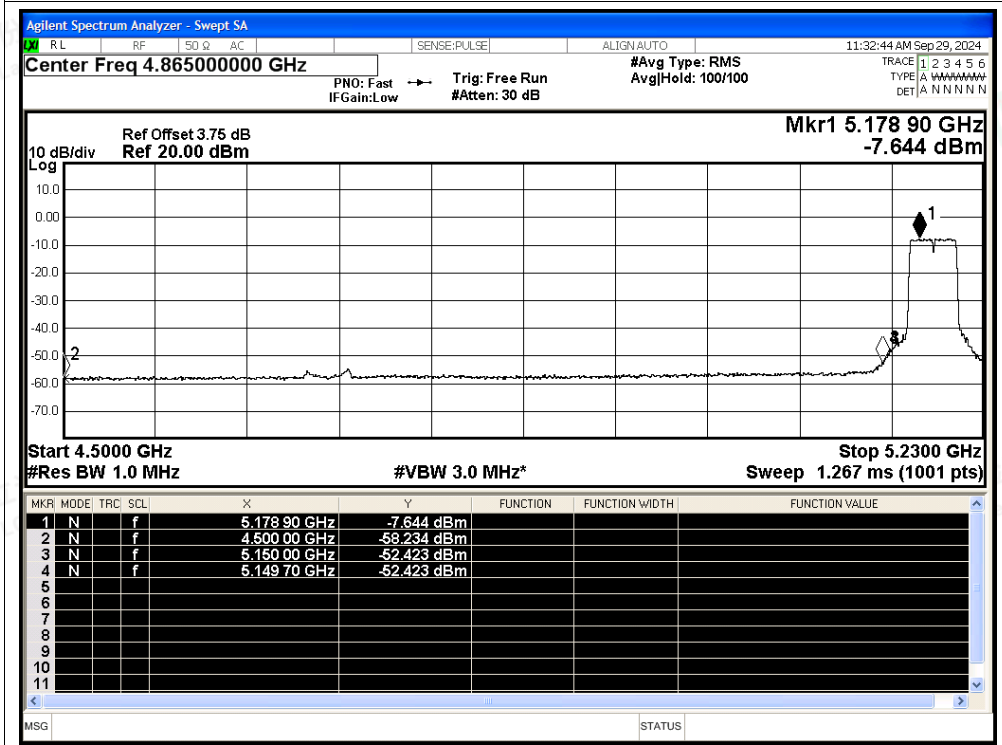 Agilent Spectrum Analyzer - Swept SA
LXI RL RF 50 Ω AC SENSE:PULSE ALIGN AUTO 11:32:44 AM Sep 29, 2024
Center Freq 4.865000000 GHz
PNO: Fast
IFGain:Low
Trig: Free Run
#Atten: 30 dB
#Avg Type: RMS
Avg|Hold: 100/100
TRACE 1 2 3 4 5 6
TYPE A WWWWW
DET A N N N N N
Mkr1 5.178 90 GHz
-7.644 dBm
Ref Offset 3.75 dB
10 dB/div Ref 20.00 dBm
Log
10.0
0.00
-10.0
-20.0
-30.0
-40.0
-50.0
-60.0
-70.0
1
2
3
Start 4.5000 GHz Stop 5.2300 GHz
#Res BW 1.0 MHz #VBW 3.0 MHz* Sweep 1.267 ms (1001 pts)
MKR MODE TRC SCL X Y FUNCTION FUNCTION WIDTH FUNCTION VALUE
1 N f 5.178 90 GHz -7.644 dBm
2 N f 4.500 00 GHz -58.234 dBm
3 N f 5.150 00 GHz -52.423 dBm
4 N f 5.149 70 GHz -52.423 dBm
5
6
7
8
9
10
11
MSG STATUS